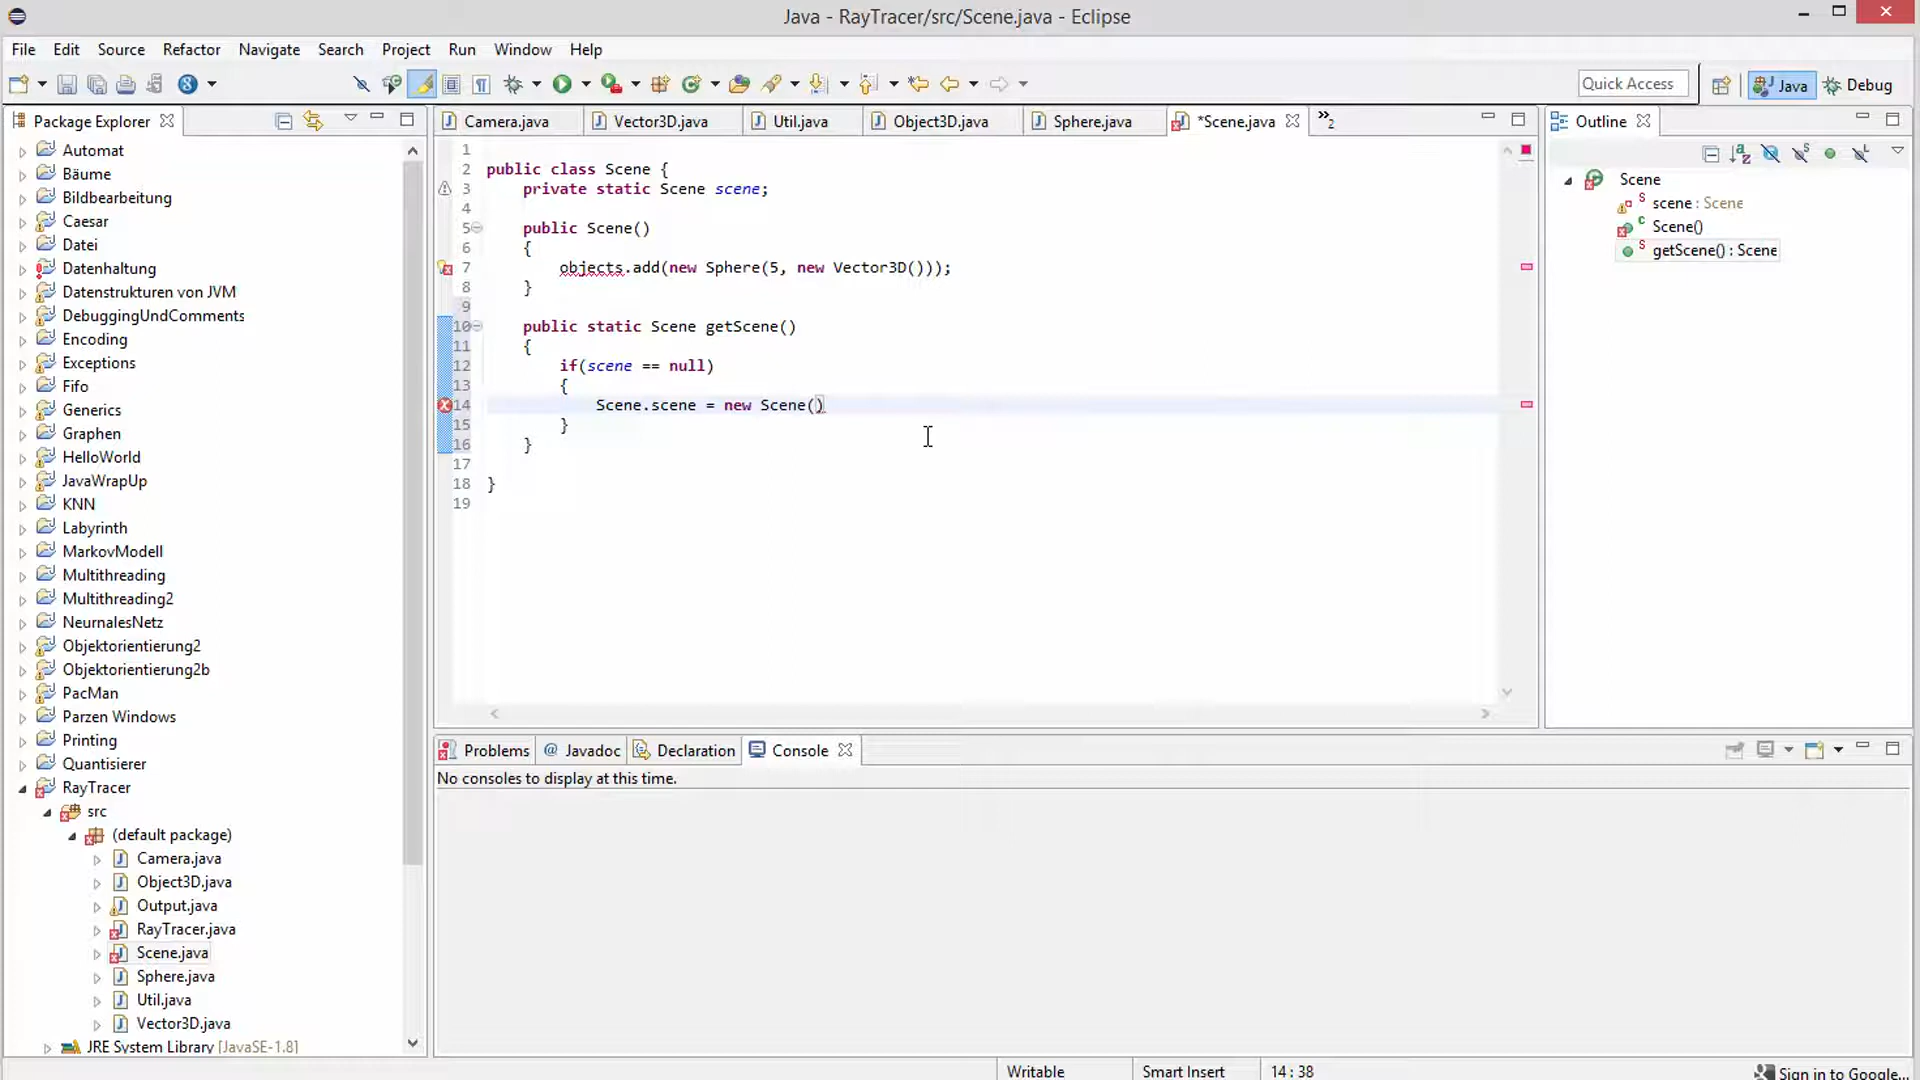 Java - RayTracer/src/Scene.java - Eclipse
File Edit Source Refactor Navigate Search Project Run Window Help
Quick Access Java Debug
Package Explorer
Automat
Bäume
Bildbearbeitung
Caesar
Datei
Datenhaltung
Datenstrukturen von JVM
DebuggingUndComments
Encoding
Exceptions
Fifo
Generics
Graphen
HelloWorld
JavaWrapUp
KNN
Labyrinth
MarkovModell
Multithreading
Multithreading2
NeurnalesNetz
Objektorientierung2
Objektorientierung2b
PacMan
Parzen Windows
Printing
Quantisierer
RayTracer
src
(default package)
Camera.java
Object3D.java
Output.java
RayTracer.java
Scene.java
Sphere.java
Util.java
Vector3D.java
JRE System Library [JavaSE-1.8]
Camera.java Vector3D.java Util.java Object3D.java Sphere.java *Scene.java »2
1
2 public class Scene {
3 private static Scene scene;
4
5 public Scene()
6 {
7 objects.add(new Sphere(5, new Vector3D()));
8 }
9
10 public static Scene getScene()
11 {
12 if(scene == null)
13 {
14 Scene.scene = new Scene()
15 }
16 }
17
18 }
19
Outline
Scene
scene : Scene
Scene()
getScene() : Scene
Problems @ Javadoc Declaration Console
No consoles to display at this time.
Writable Smart Insert 14 : 38 Sign in to Google...